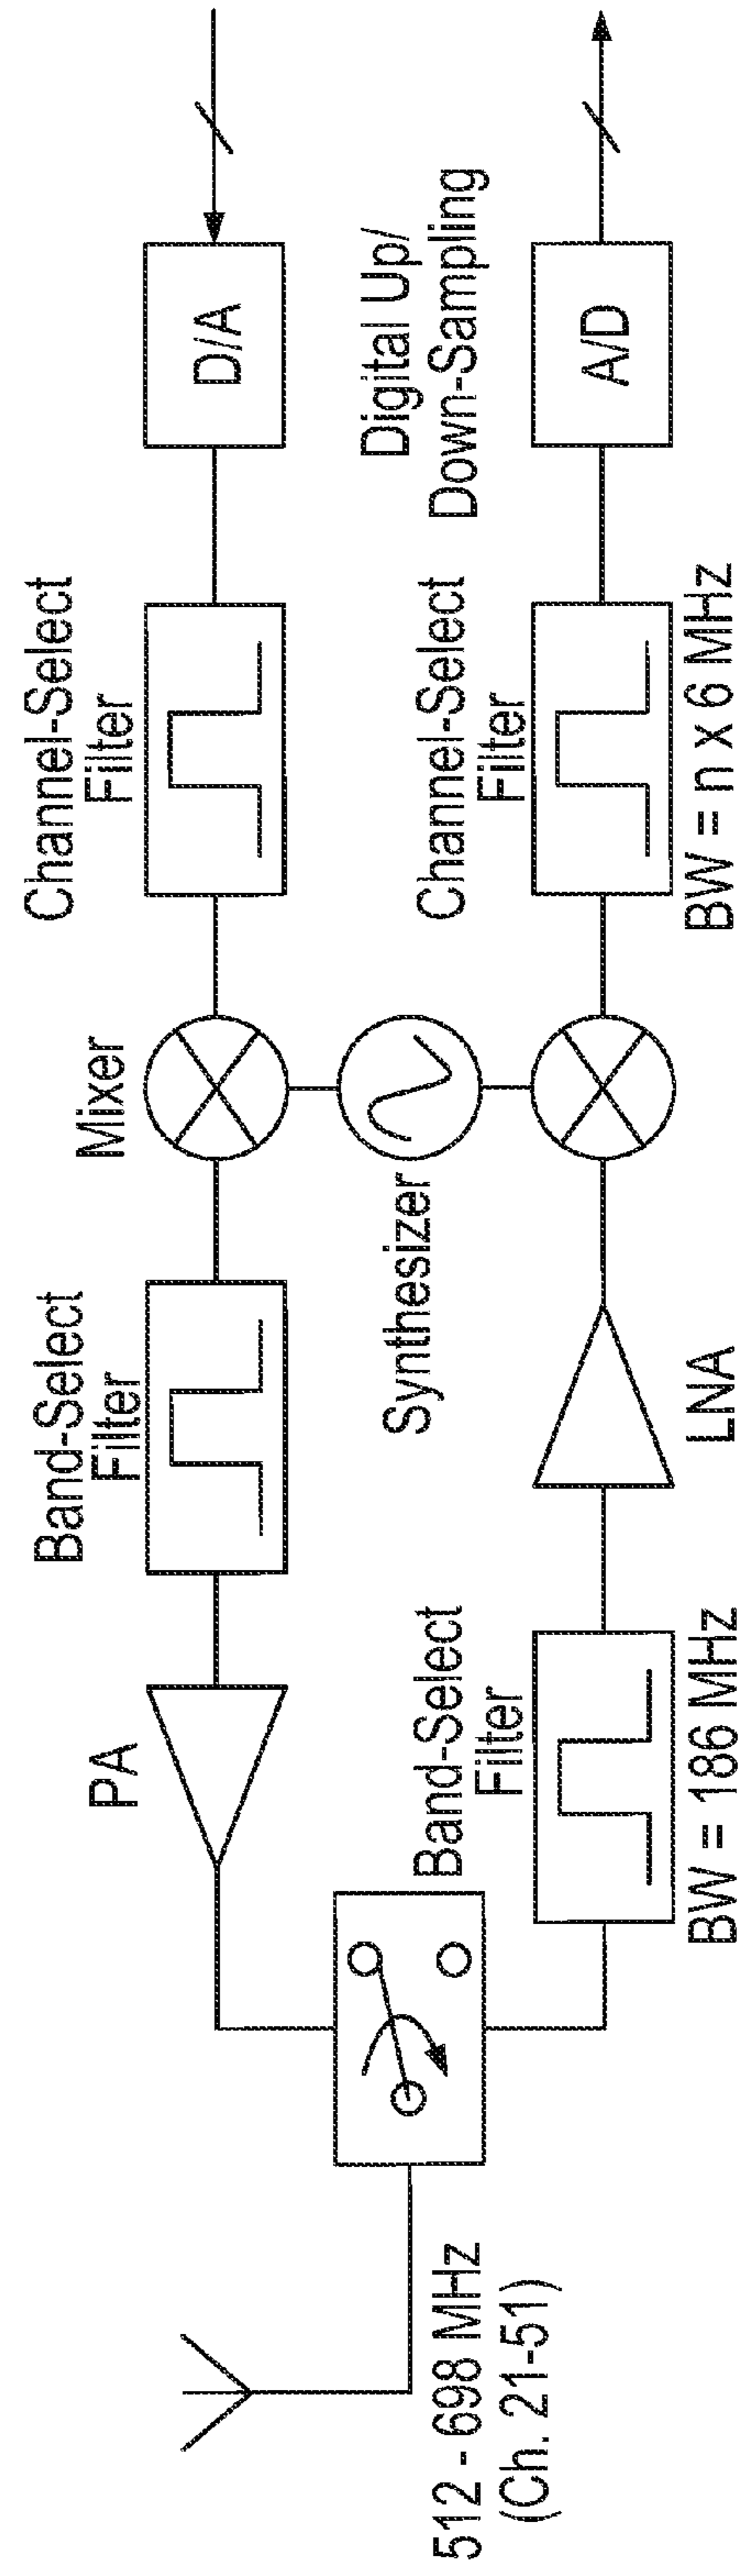 Band-Select
Filter
Channel-Select
Filter
PA
Mixer
D/A
Synthesizer
Digital Up/
Down-Sampling
512 - 698 MHz
(Ch. 21-51)
Band-Select
Filter
Channel-Select
Filter
A/D
BW = 186 MHz
LNA
BW = n x 6 MHz